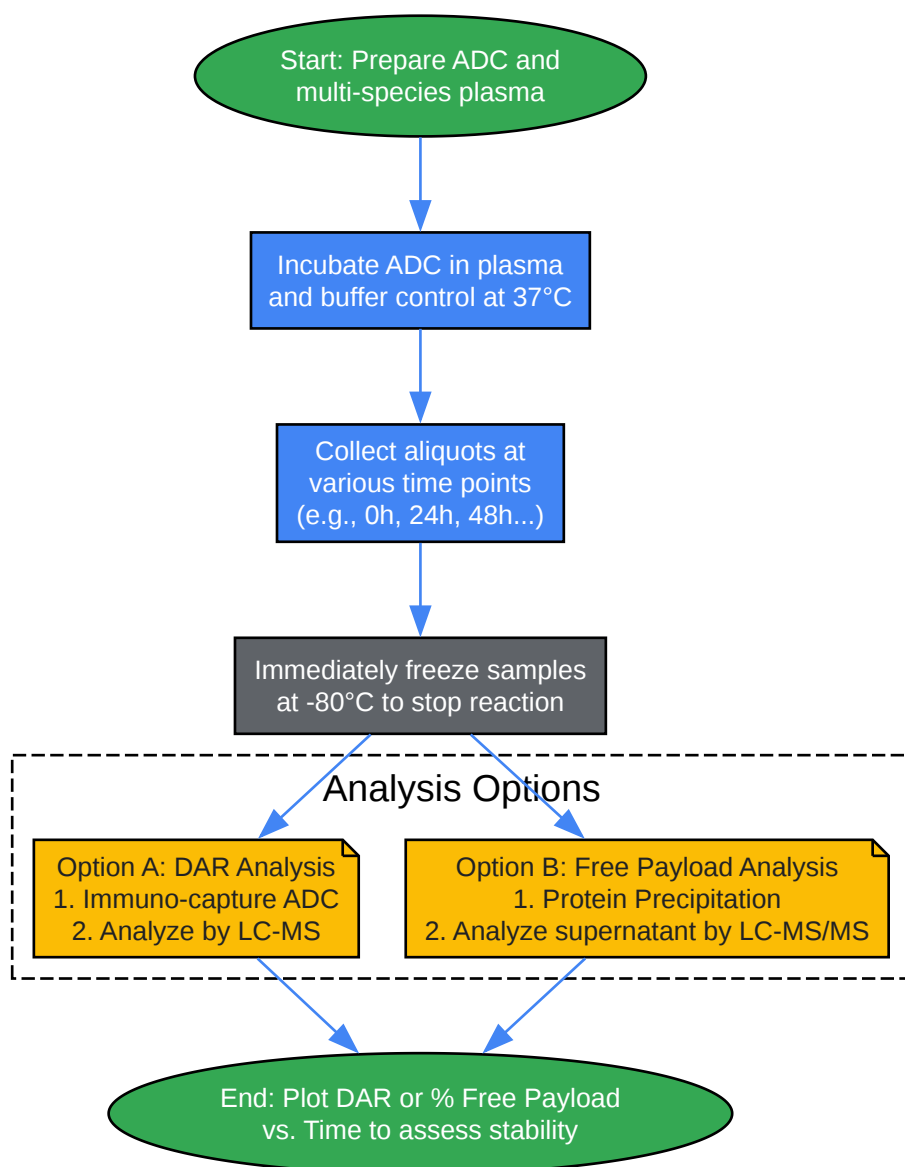 Start: Prepare ADC and
multi-species plasma
Incubate ADC in plasma
and buffer control at 37°C
Collect aliquots at
various time points
(e.g., 0h, 24h, 48h...)
Immediately freeze samples
at -80°C to stop reaction
Analysis Options
Option A: DAR Analysis
1. Immuno-capture ADC
2. Analyze by LC-MS
Option B: Free Payload Analysis
1. Protein Precipitation
2. Analyze supernatant by LC-MS/MS
End: Plot DAR or % Free Payload
vs. Time to assess stability